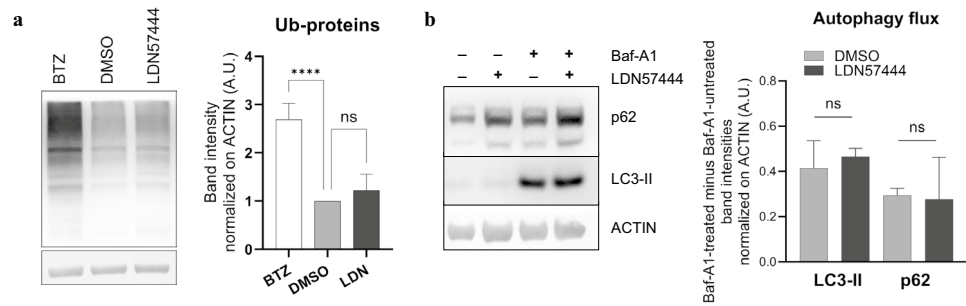 a
BTZ
DMSO
LDN57444
Ub-proteins
Band intensity
normalized on ACTIN (A.U.)
4
3
2
1
0
****
ns
BTZ
DMSO
LDN
b
– – + + Baf-A1
– + – + LDN57444
p62
LC3-II
ACTIN
Autophagy flux
DMSO
LDN57444
Baf-A1-treated minus Baf-A1-untreated
band intensities
normalized on ACTIN (A.U.)
0.8
0.6
0.4
0.2
0.0
ns
ns
LC3-II p62